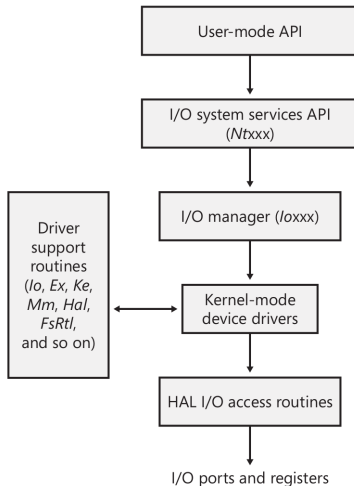 User-mode API
I/O system services API
(Ntxxx)
I/O manager (Ioxxx)
Driver
support
routines
(Io, Ex, Ke,
Mm, Hal,
FsRtl,
and so on)
Kernel-mode
device drivers
HAL I/O access routines
I/O ports and registers